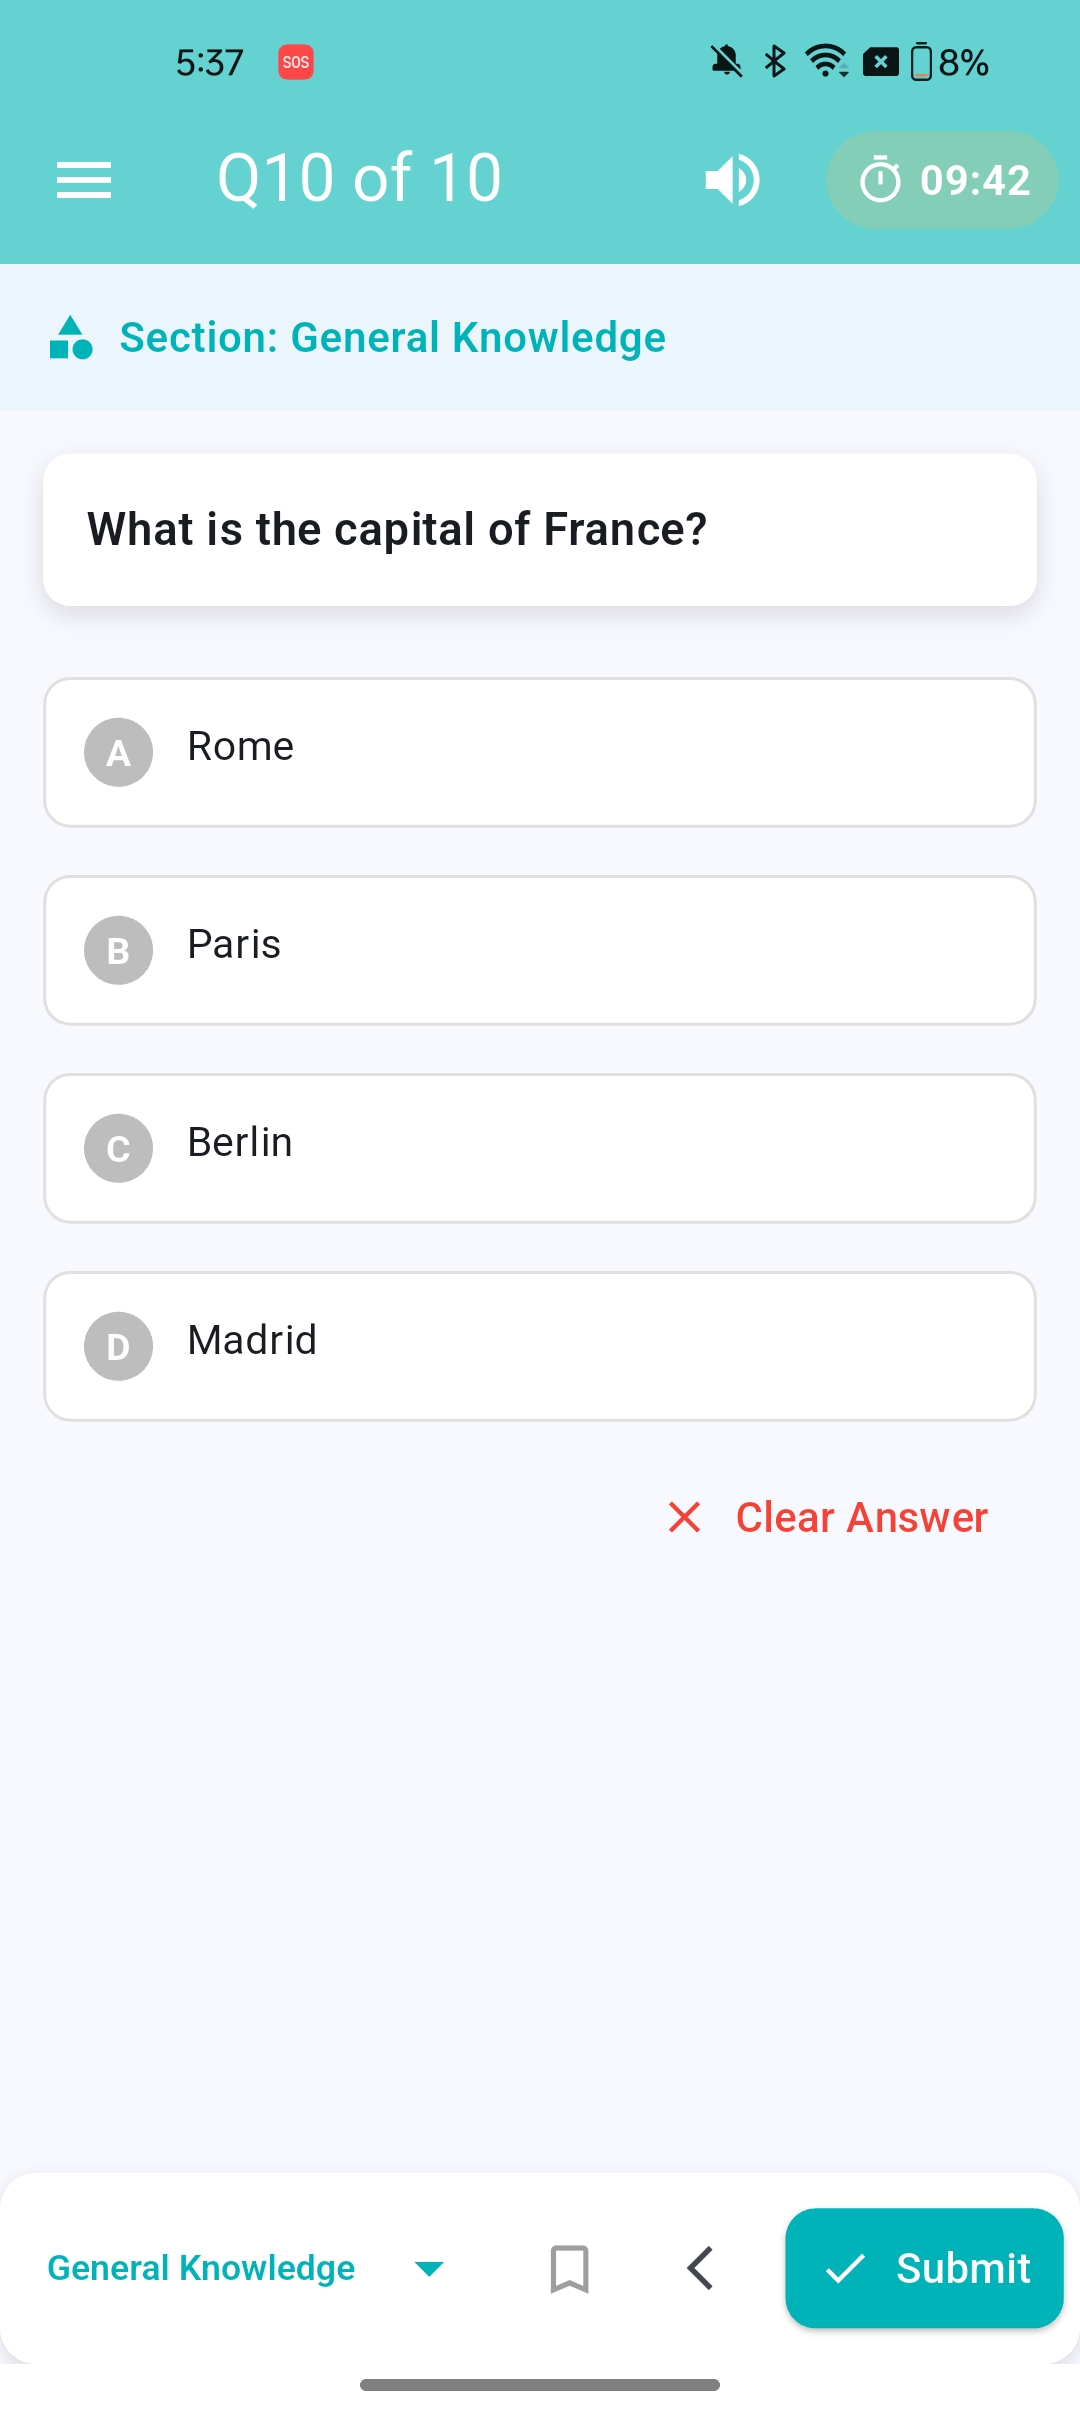 5:37 SOS 8%
Q10 of 10 09:42
Section: General Knowledge
What is the capital of France?
A Rome
B Paris
C Berlin
D Madrid
Clear Answer
General Knowledge Submit